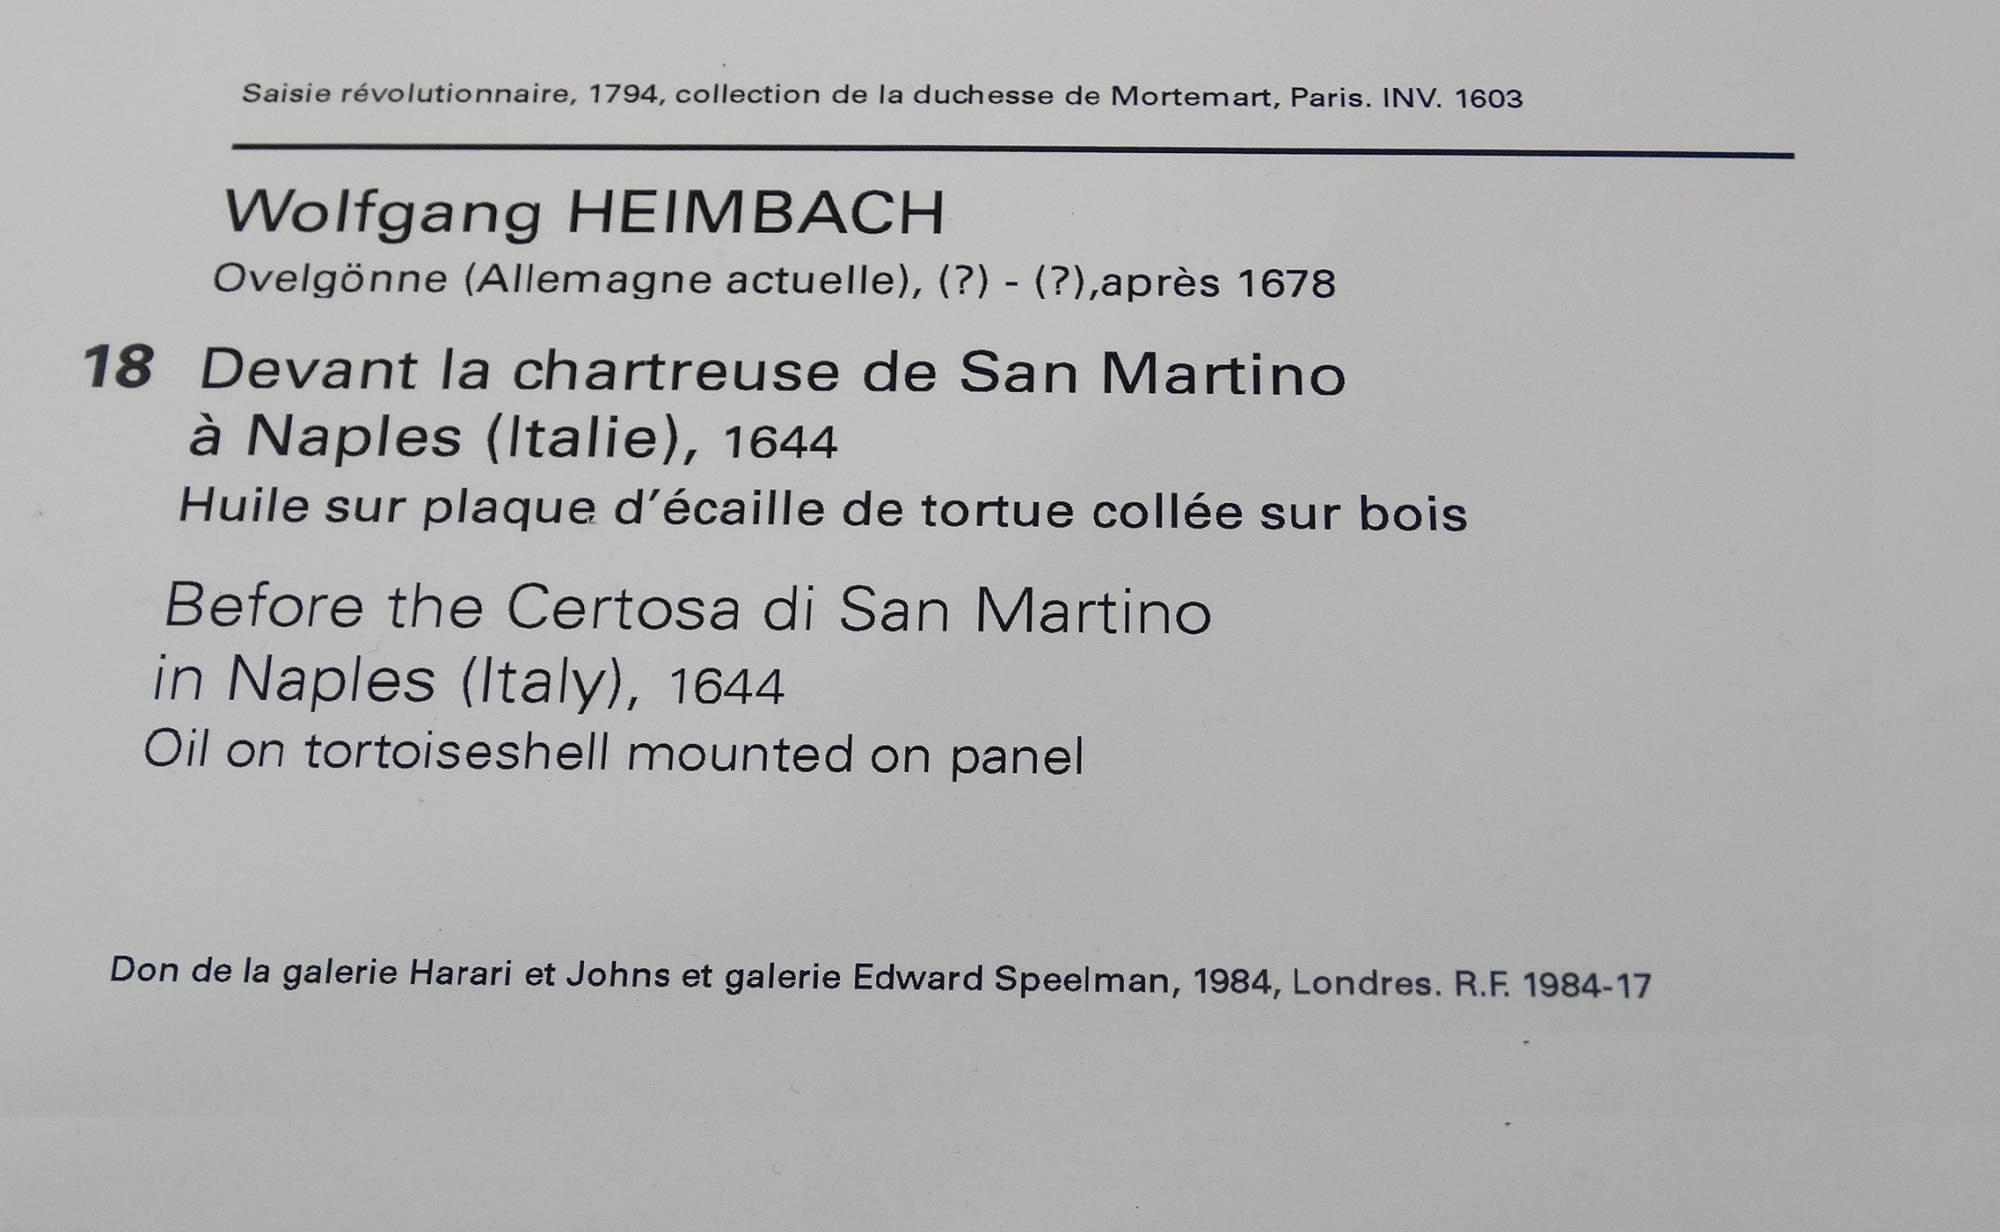 Saisie révolutionnaire, 1794, collection de la duchesse de Mortemart, Paris. INV. 1603
Wolfgang HEIMBACH
Ovelgönne (Allemagne actuelle), (?) - (?),après 1678
18 Devant la chartreuse de San Martino
à Naples (Italie), 1644
Huile sur plaque d'écaille de tortue collée sur bois
Before the Certosa di San Martino
in Naples (Italy), 1644
Oil on tortoiseshell mounted on panel
Don de la galerie Harari et Johns et galerie Edward Speelman, 1984, Londres. R.F. 1984-17